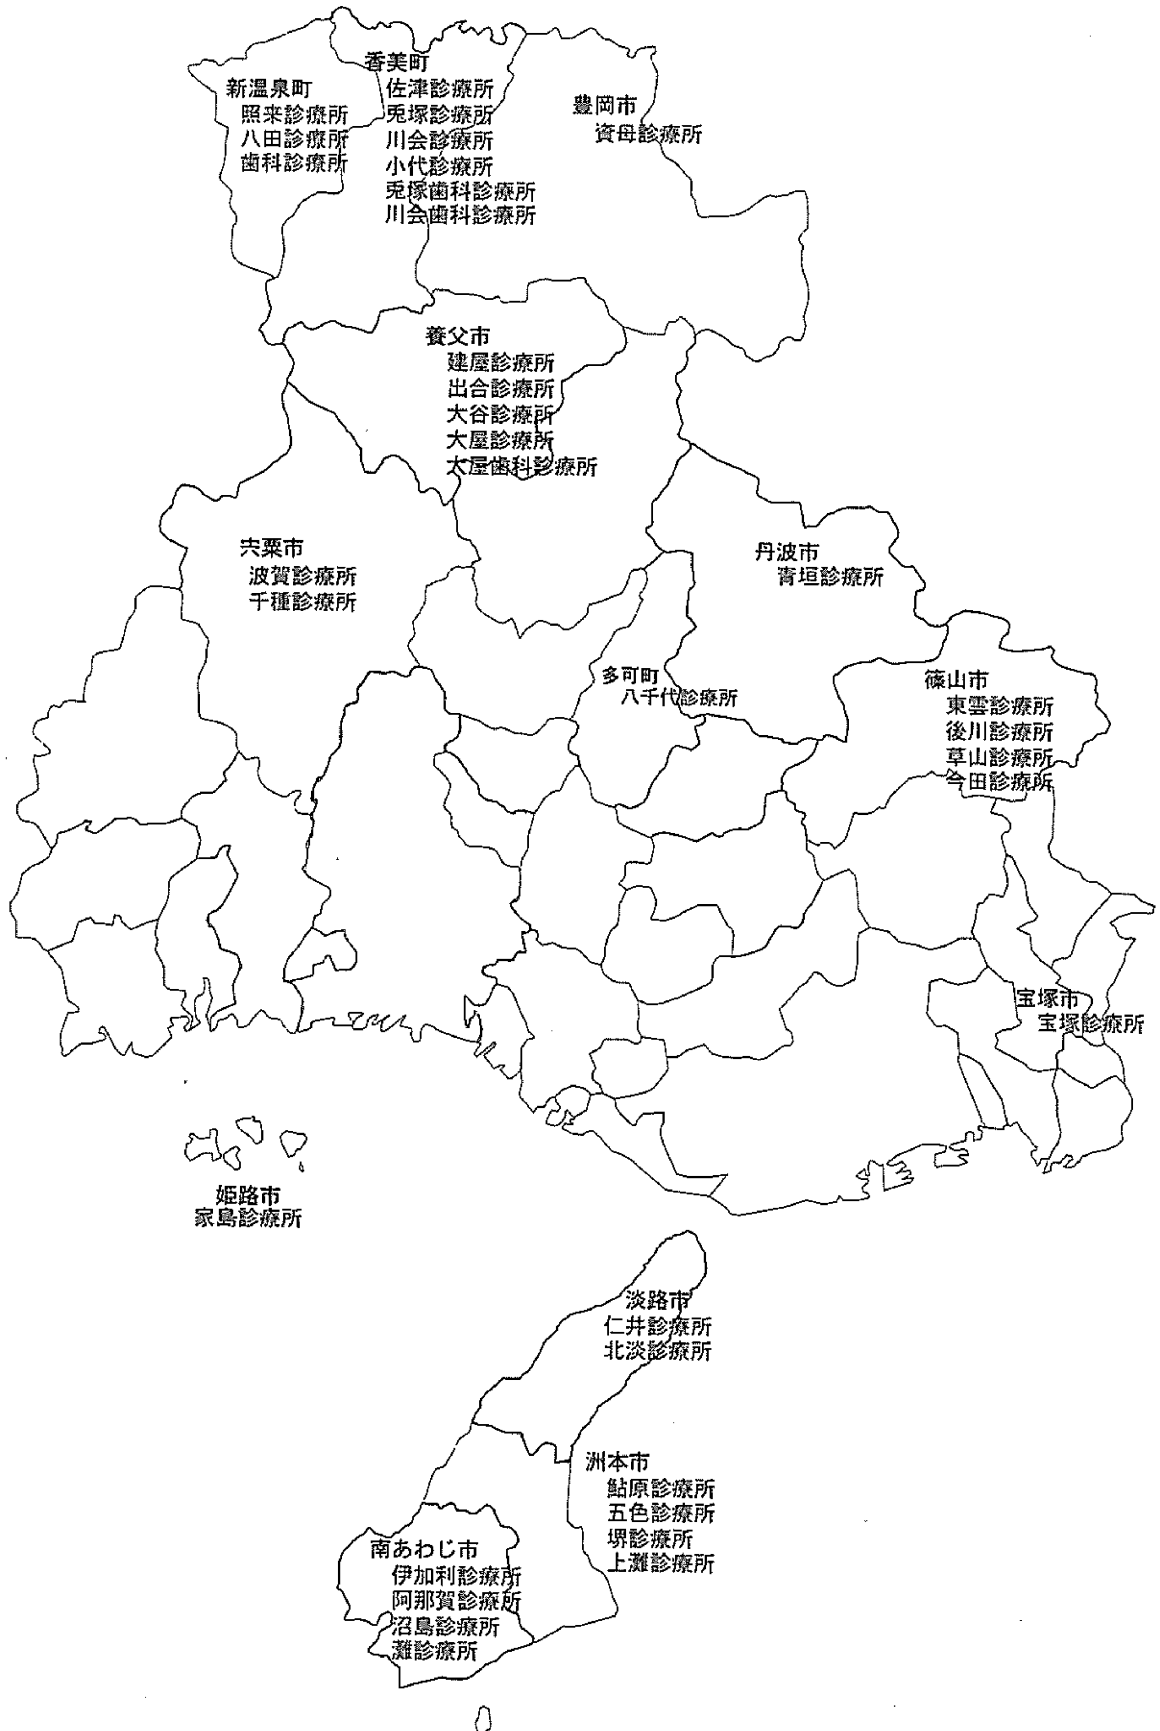 新温泉町
照来診療所
八田診療所
歯科診療所
香美町
佐津診療所
兎塚診療所
川会診療所
小代診療所
兎塚歯科診療所
川会歯科診療所
豊岡市
資母診療所
養父市
建屋診療所
出合診療所
大谷診療所
大屋診療所
大屋歯科診療所
宍粟市
波賀診療所
千種診療所
丹波市
青垣診療所
多可町
八千代診療所
篠山市
東雲診療所
後川診療所
草山診療所
今田診療所
宝塚市
宝塚診療所
姫路市
家島診療所
淡路市
仁井診療所
北淡診療所
洲本市
鮎原診療所
五色診療所
堺診療所
上灘診療所
南あわじ市
伊加利診療所
阿那賀診療所
沼島診療所
灘診療所